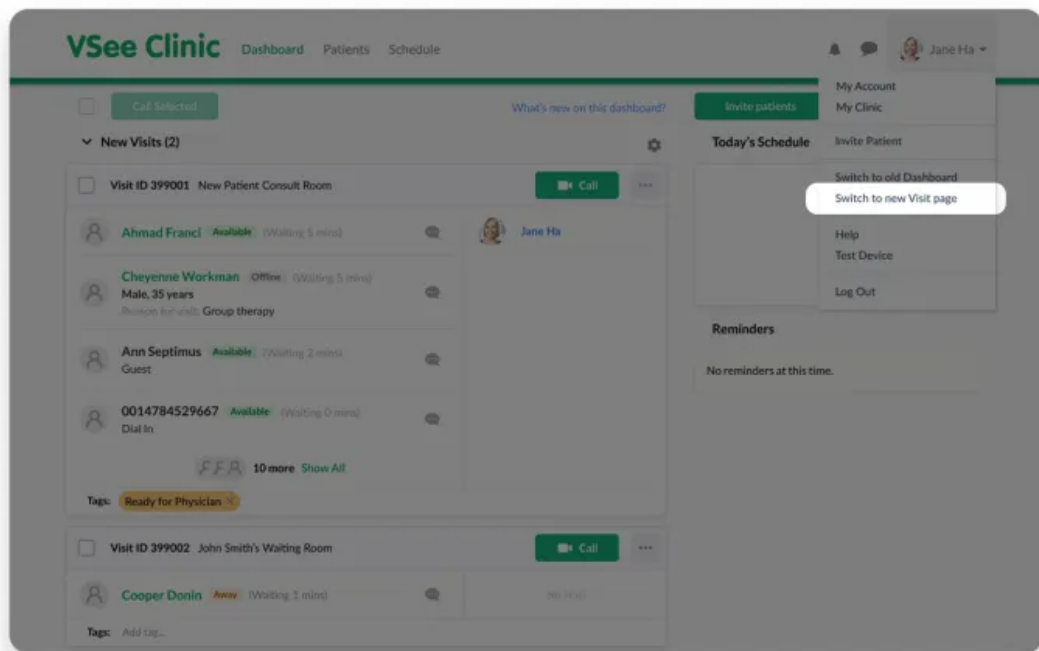 VSee Clinic Dashboard Patients Schedule Jane Ha
My Account
My Clinic
Invite Patient
Switch to old Dashboard
Switch to new Visit page
Help
Test Device
Log Out
Call Selected What's new on this dashboard? Invite patients
New Visits (2)
Visit ID 399001 New Patient Consult Room Call
Ahmad Franci Available (Waiting 5 mins)
Jane Ha
Cheyenne Workman Offline (Waiting 5 mins)
Male, 35 years
Reason for visit: Group therapy
Ann Septimus Available (Waiting 2 mins)
Guest
0014784529667 Available (Waiting 0 mins)
Dial In
10 more Show All
Tags: Ready for Physician ×
Visit ID 399002 John Smith's Waiting Room Call
Cooper Donin Away (Waiting 1 mins)
Tags: Add tag...
Today's Schedule
Reminders
No reminders at this time.